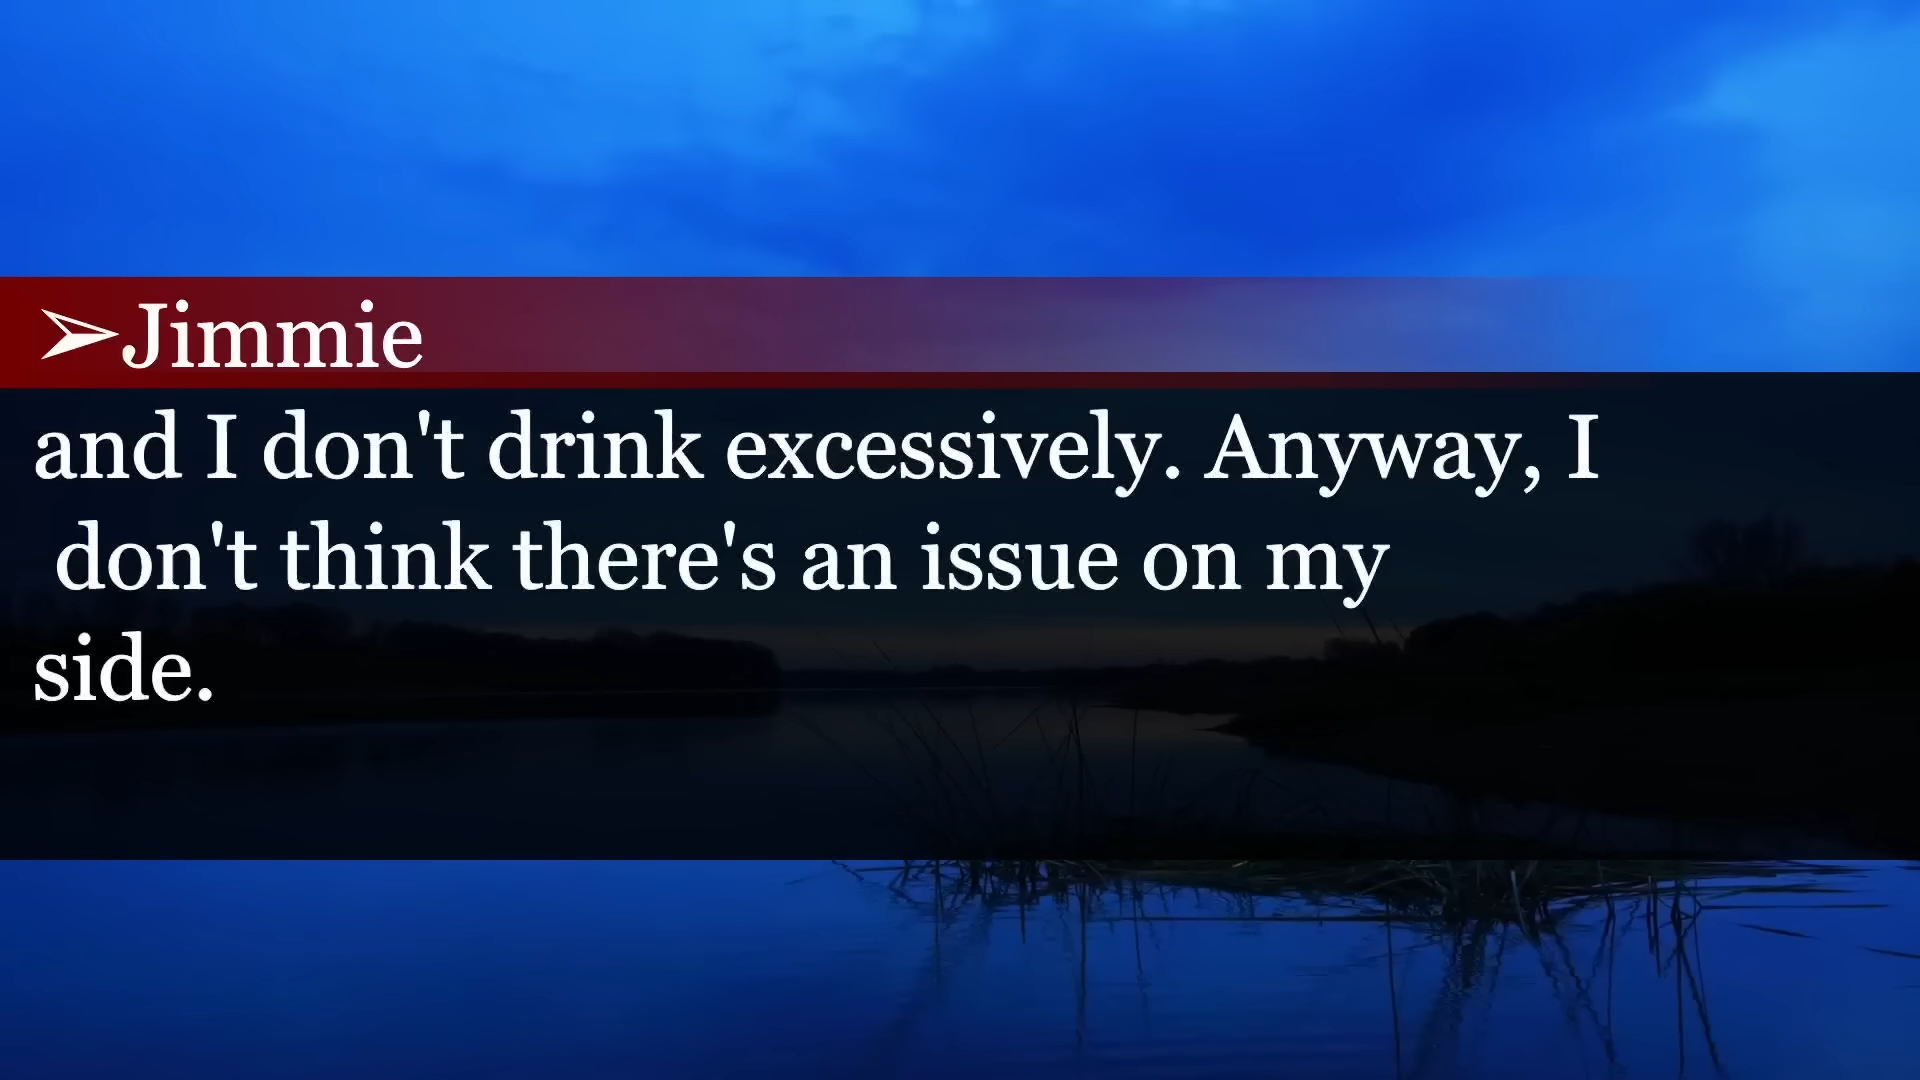 ➢Jimmie
and I don't drink excessively. Anyway, I
don't think there's an issue on my
side.